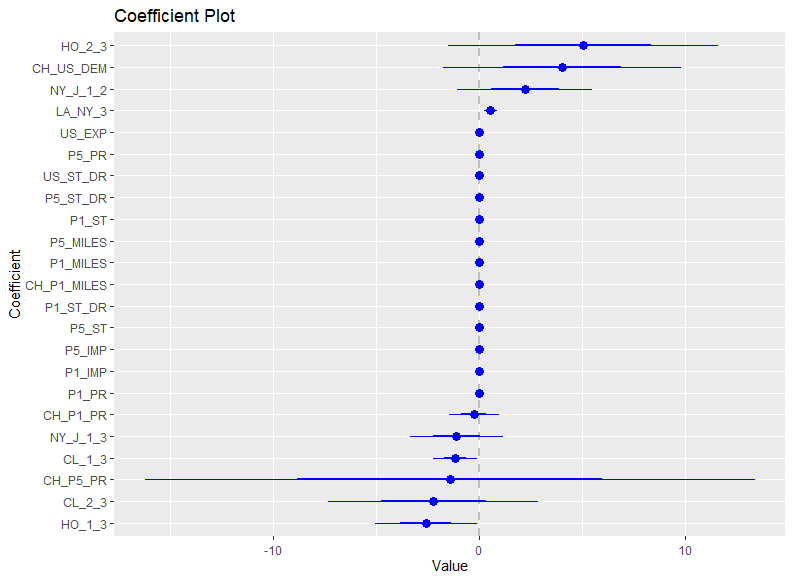 Coefficient Plot
Coefficient
HO_2_3
CH_US_DEM
NY_J_1_2
LA_NY_3
US_EXP
P5_PR
US_ST_DR
P5_ST_DR
P1_ST
P5_MILES
P1_MILES
CH_P1_MILES
P1_ST_DR
P5_ST
P5_IMP
P1_IMP
P1_PR
CH_P1_PR
NY_J_1_3
CL_1_3
CH_P5_PR
CL_2_3
HO_1_3
-10 0 10
Value